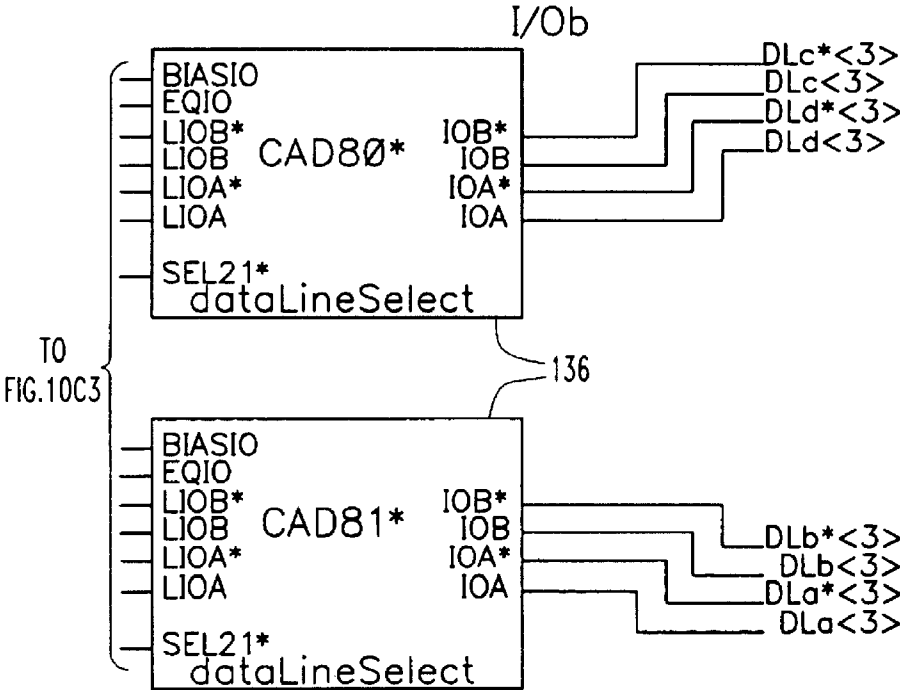 I/Ob
BIASIO
EQIO
LIOB*
LIOB
LIOA*
LIOA
SEL21*
CAD80*
IOB*
IOB
IOA*
IOA
dataLineSelect
DLc*<3>
DLc<3>
DLd*<3>
DLd<3>
TO
FIG.10C3
136
BIASIO
EQIO
LIOB*
LIOB
LIOA*
LIOA
SEL21*
CAD81*
IOB*
IOB
IOA*
IOA
dataLineSelect
DLb*<3>
DLb<3>
DLa*<3>
DLa<3>